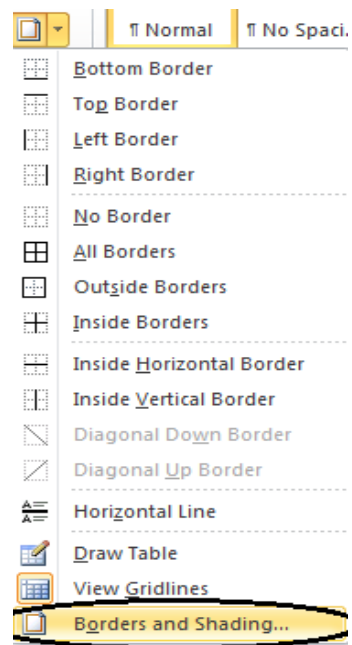 ¶ Normal ¶ No Spaci.
Bottom Border
Top Border
Left Border
Right Border
No Border
All Borders
Outside Borders
Inside Borders
Inside Horizontal Border
Inside Vertical Border
Diagonal Down Border
Diagonal Up Border
Horizontal Line
Draw Table
View Gridlines
Borders and Shading...